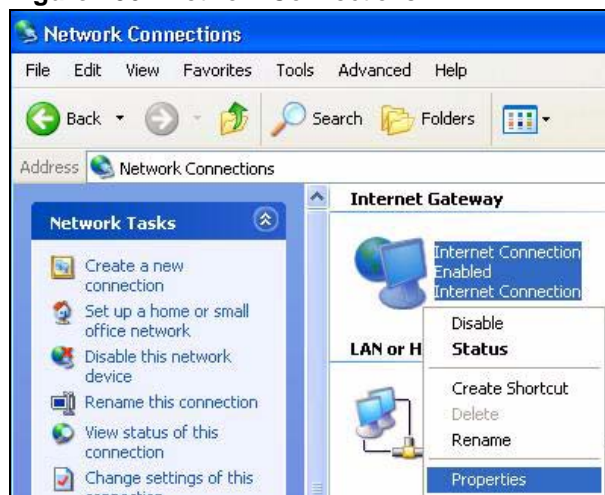 Network Connections
File Edit View Favorites Tools Advanced Help
Back Search Folders
Address Network Connections
Network Tasks
Create a new
connection
Set up a home or small
office network
Disable this network
device
Rename this connection
View status of this
connection
Change settings of this
Internet Gateway
Internet Connection
Enabled
Internet Connection
LAN or H
Disable
Status
Create Shortcut
Delete
Rename
Properties